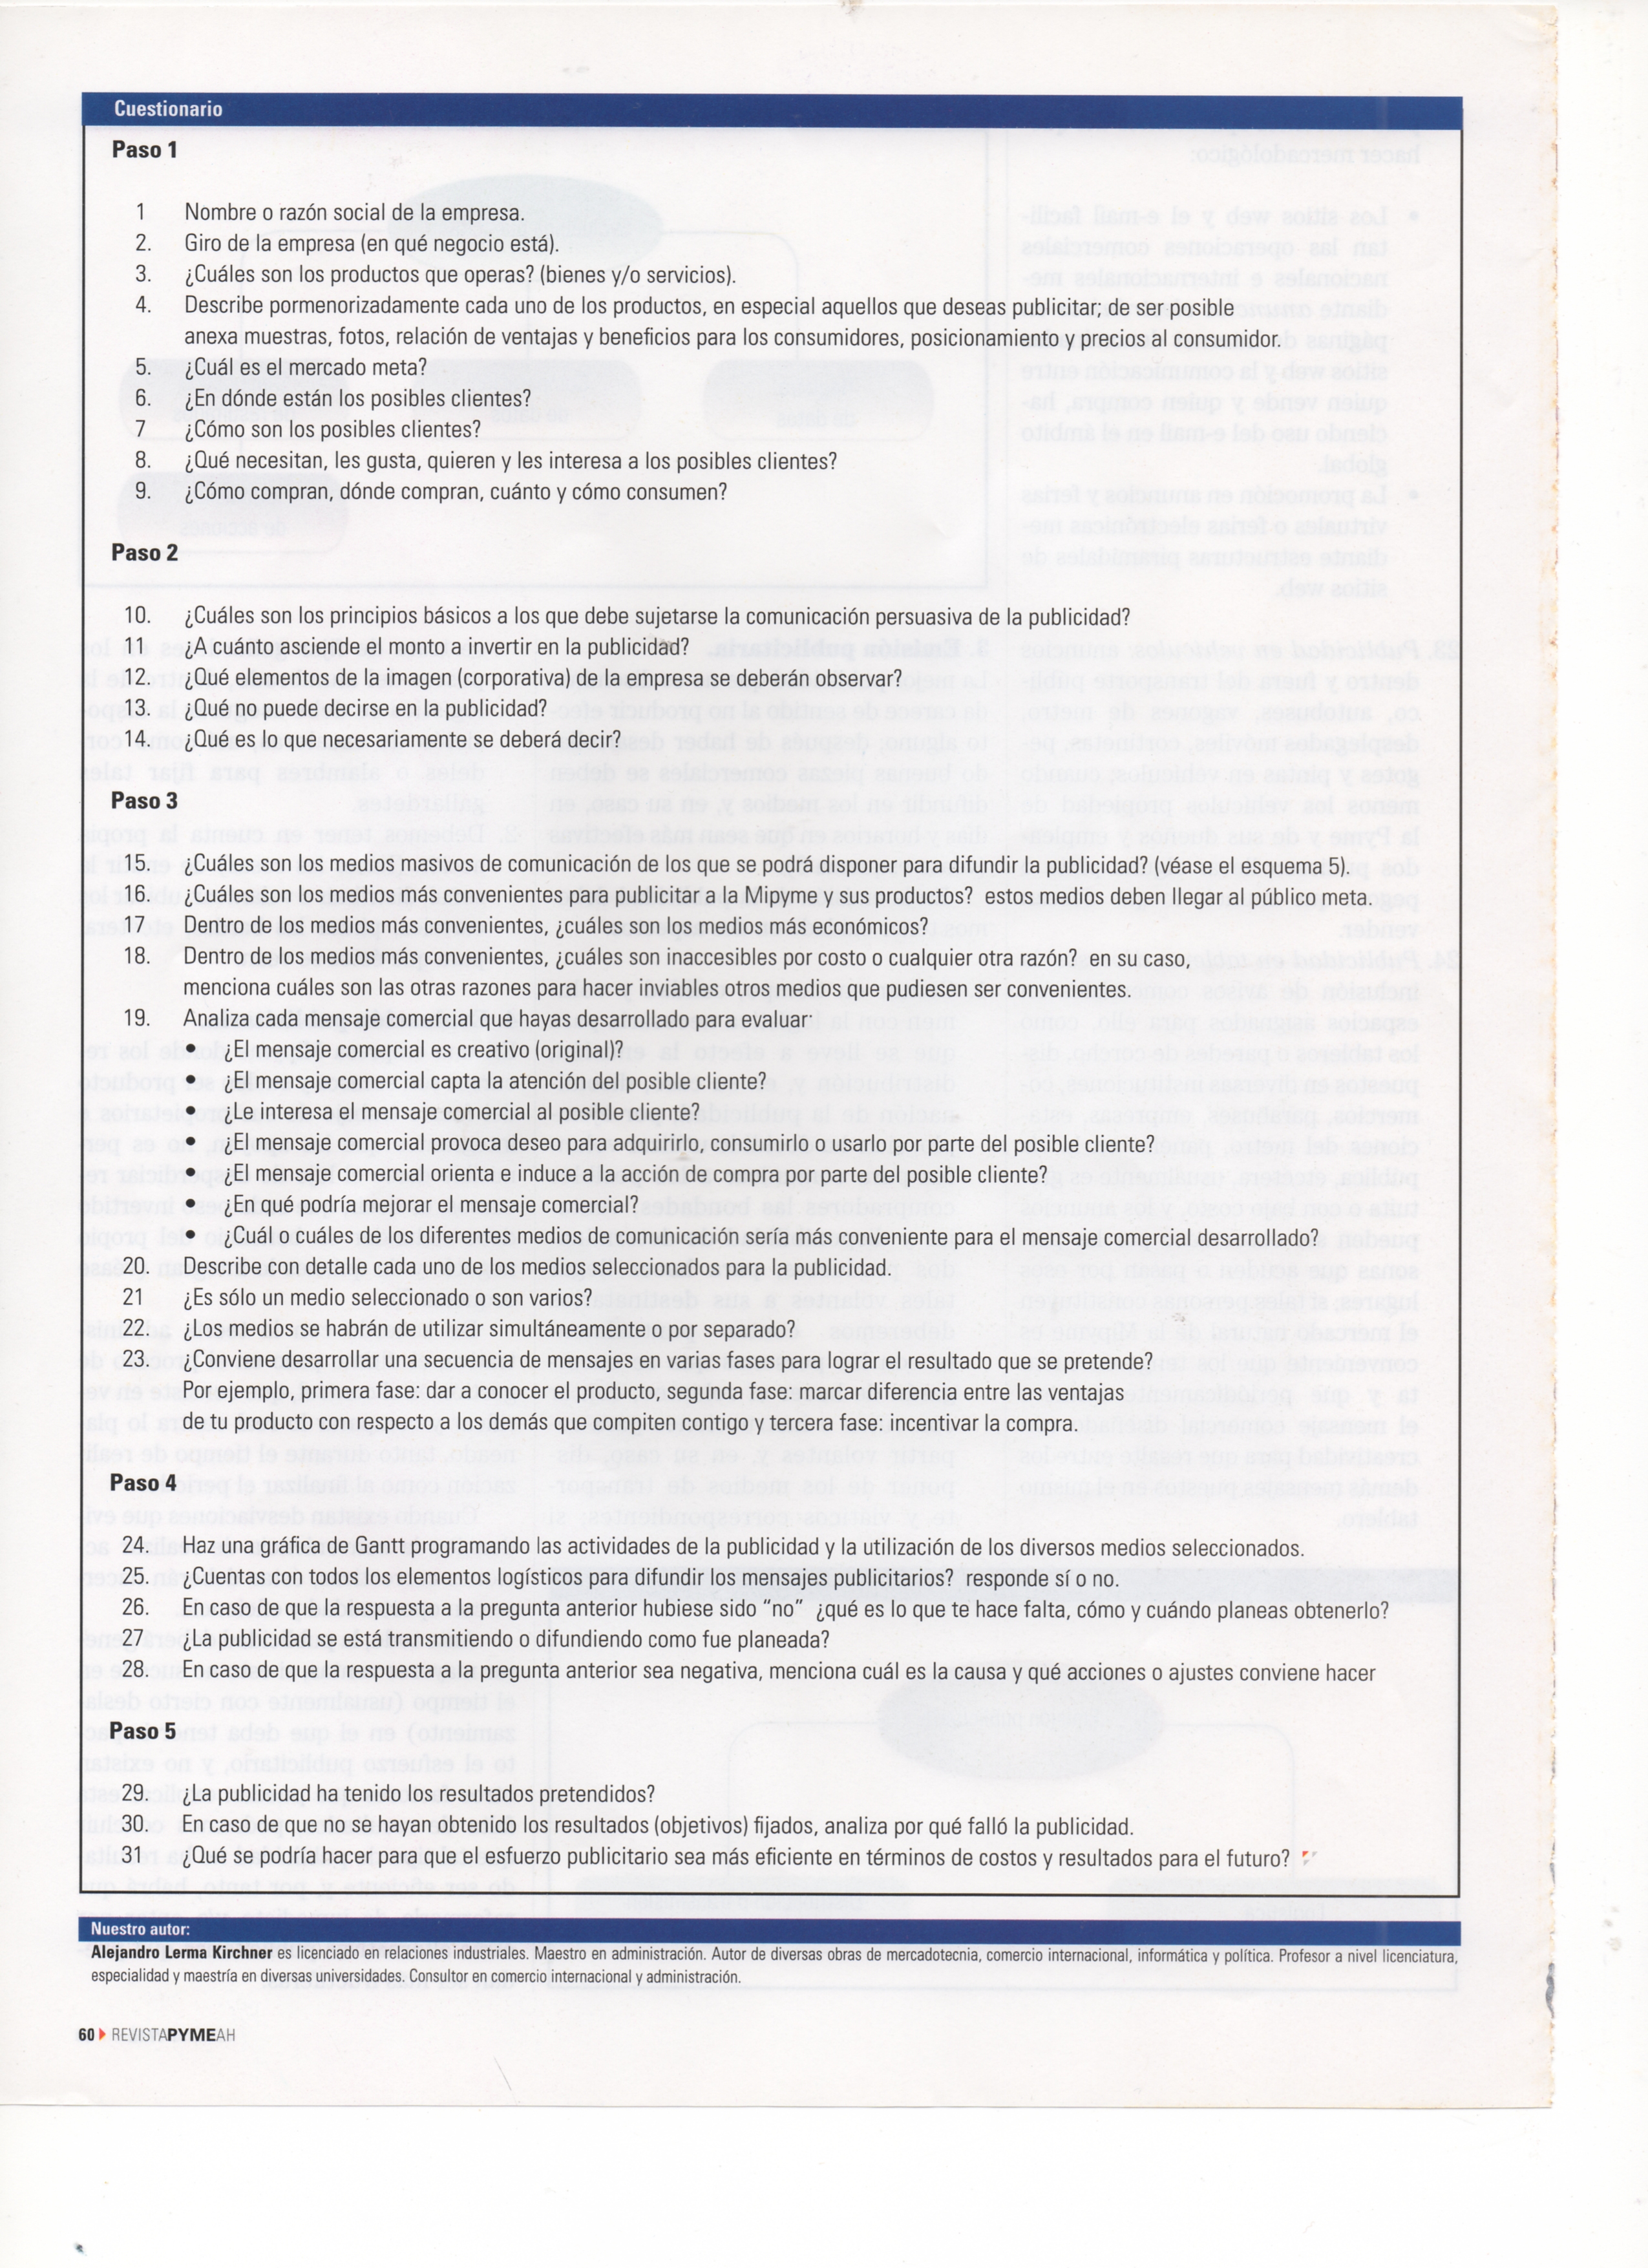 Cuestionario
Paso 1
1 Nombre o razón social de la empresa.
2. Giro de la empresa (en qué negocio está).
3. ¿Cuáles son los productos que operas? (bienes y/o servicios).
4. Describe pormenorizadamente cada uno de los productos, en especial aquellos que deseas publicitar; de ser posible
anexa muestras, fotos, relación de ventajas y beneficios para los consumidores, posicionamiento y precios al consumidor.
5. ¿Cuál es el mercado meta?
6. ¿En dónde están los posibles clientes?
7 ¿Cómo son los posibles clientes?
8. ¿Qué necesitan, les gusta, quieren y les interesa a los posibles clientes?
9. ¿Cómo compran, dónde compran, cuánto y cómo consumen?
Paso 2
10. ¿Cuáles son los principios básicos a los que debe sujetarse la comunicación persuasiva de la publicidad?
11 ¿A cuánto asciende el monto a invertir en la publicidad?
12. ¿Qué elementos de la imagen (corporativa) de la empresa se deberán observar?
13. ¿Qué no puede decirse en la publicidad?
14. ¿Qué es lo que necesariamente se deberá decir?
Paso 3
15. ¿Cuáles son los medios masivos de comunicación de los que se podrá disponer para difundir la publicidad? (véase el esquema 5).
16. ¿Cuáles son los medios más convenientes para publicitar a la Mipyme y sus productos? estos medios deben llegar al público meta.
17 Dentro de los medios más convenientes, ¿cuáles son los medios más económicos?
18. Dentro de los medios más convenientes, ¿cuáles son inaccesibles por costo o cualquier otra razón? en su caso,
menciona cuáles son las otras razones para hacer inviables otros medios que pudiesen ser convenientes.
19. Analiza cada mensaje comercial que hayas desarrollado para evaluar:
• ¿El mensaje comercial es creativo (original)?
• ¿El mensaje comercial capta la atención del posible cliente?
• ¿Le interesa el mensaje comercial al posible cliente?
• ¿El mensaje comercial provoca deseo para adquirirlo, consumirlo o usarlo por parte del posible cliente?
• ¿El mensaje comercial orienta e induce a la acción de compra por parte del posible cliente?
• ¿En qué podría mejorar el mensaje comercial?
• ¿Cuál o cuáles de los diferentes medios de comunicación sería más conveniente para el mensaje comercial desarrollado?
20. Describe con detalle cada uno de los medios seleccionados para la publicidad.
21 ¿Es sólo un medio seleccionado o son varios?
22. ¿Los medios se habrán de utilizar simultáneamente o por separado?
23. ¿Conviene desarrollar una secuencia de mensajes en varias fases para lograr el resultado que se pretende?
Por ejemplo, primera fase: dar a conocer el producto, segunda fase: marcar diferencia entre las ventajas
de tu producto con respecto a los demás que compiten contigo y tercera fase: incentivar la compra.
Paso 4
24. Haz una gráfica de Gantt programando las actividades de la publicidad y la utilización de los diversos medios seleccionados.
25. ¿Cuentas con todos los elementos logísticos para difundir los mensajes publicitarios? responde sí o no.
26. En caso de que la respuesta a la pregunta anterior hubiese sido "no" ¿qué es lo que te hace falta, cómo y cuándo planeas obtenerlo?
27 ¿La publicidad se está transmitiendo o difundiendo como fue planeada?
28. En caso de que la respuesta a la pregunta anterior sea negativa, menciona cuál es la causa y qué acciones o ajustes conviene hacer
Paso 5
29. ¿La publicidad ha tenido los resultados pretendidos?
30. En caso de que no se hayan obtenido los resultados (objetivos) fijados, analiza por qué falló la publicidad.
31 ¿Qué se podría hacer para que el esfuerzo publicitario sea más eficiente en términos de costos y resultados para el futuro?
Nuestro autor:
Alejandro Lerma Kirchner es licenciado en relaciones industriales. Maestro en administración. Autor de diversas obras de mercadotecnia, comercio internacional, informática y política. Profesor a nivel licenciatura,
especialidad y maestría en diversas universidades. Consultor en comercio internacional y administración.
60 REVISTAPYMEAH